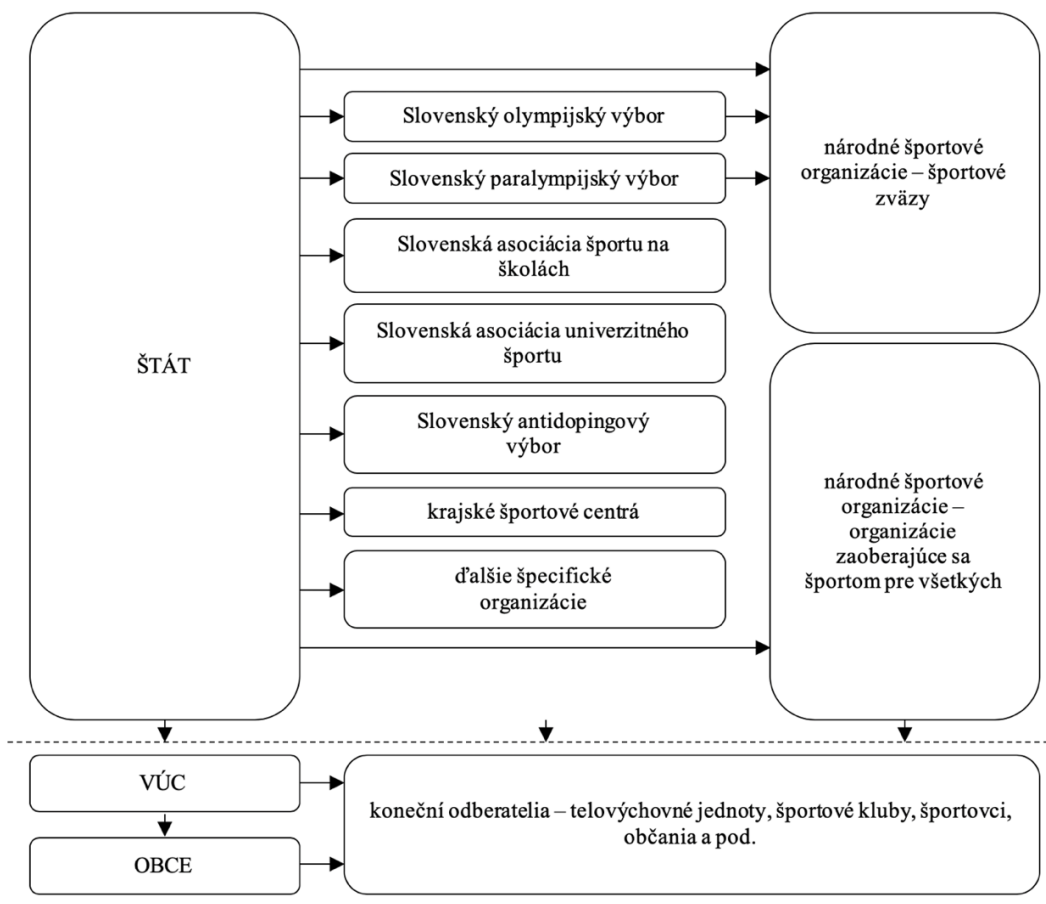 ŠTÁT
Slovenský olympijský výbor
Slovenský paralympijský výbor
Slovenská asociácia športu na
školách
Slovenská asociácia univerzitného
športu
Slovenský antidopingový
výbor
krajské športové centrá
ďalšie špecifické
organizácie
národné športové
organizácie – športové
zväzy
národné športové
organizácie –
organizácie
zaoberajúce sa
športom pre všetkých
VÚC
OBCE
koneční odberatelia – telovýchovné jednoty, športové kluby, športovci,
občania a pod.